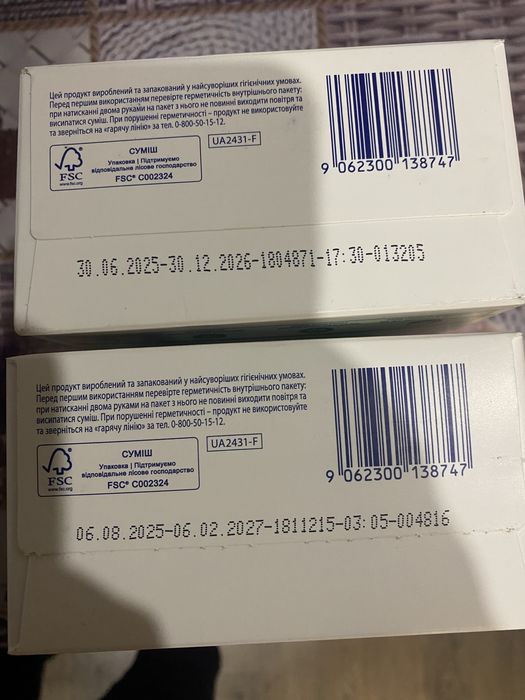 Цей продукт вироблений та запакований у найсуворіших гігієнічних умовах.
Перед першим використанням перевірте герметичність внутрішнього пакету:
при натисканні двома руками на пакет з нього не повинні виходити повітря та
висипатися суміш. При порушенні герметичності – продукт не використовуйте
та зверніться на «гарячу лінію» за тел. 0-800-50-15-12.
UA2431-F
FSC
www.fsc.org
СУМІШ
Упаковка | Підтримуємо
відповідальне лісове господарство
FSC® C002324
9 062300 138747
30.06.2025-30.12.2026-1804871-17:30-013205
Цей продукт вироблений та запакований у найсуворіших гігієнічних умовах.
Перед першим використанням перевірте герметичність внутрішнього пакету:
при натисканні двома руками на пакет з нього не повинні виходити повітря та
висипатися суміш. При порушенні герметичності – продукт не використовуйте
та зверніться на «гарячу лінію» за тел. 0-800-50-15-12.
UA2431-F
FSC
www.fsc.org
СУМІШ
Упаковка | Підтримуємо
відповідальне лісове господарство
FSC® C002324
9 062300 138747
06.08.2025-06.02.2027-1811215-03:05-004816